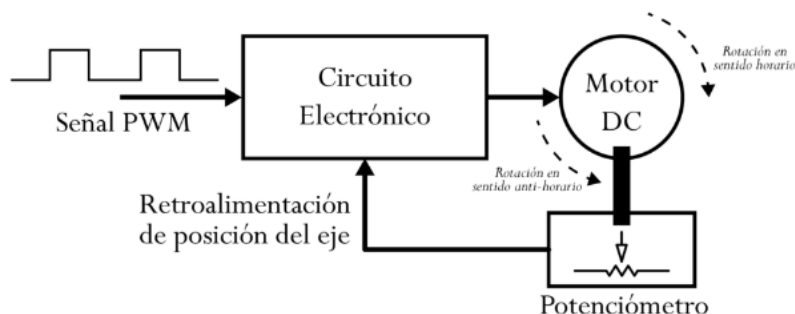 Señal PWM
Circuito
Electrónico
Motor
DC
Rotación en
sentido horario
Rotación en
sentido anti-horario
Retroalimentación
de posición del eje
Potenciómetro